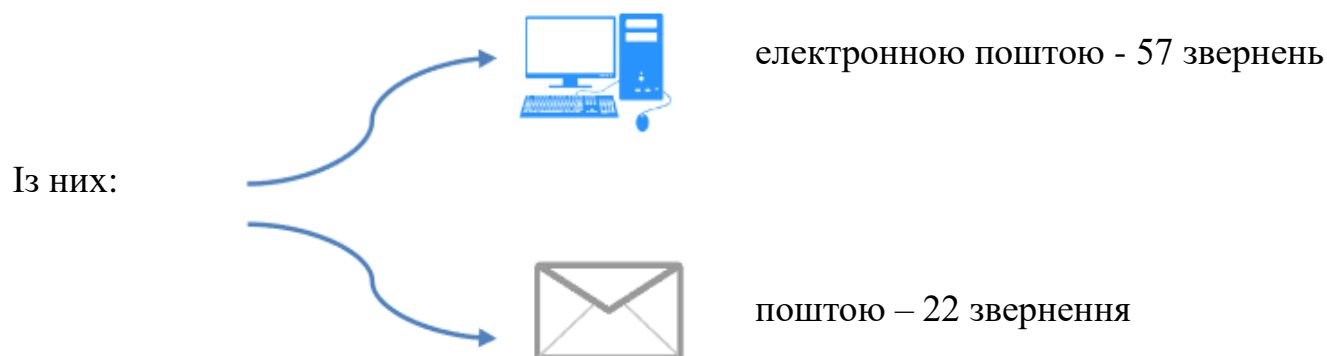 електронною поштою - 57 звернень
Із них:
поштою – 22 звернення